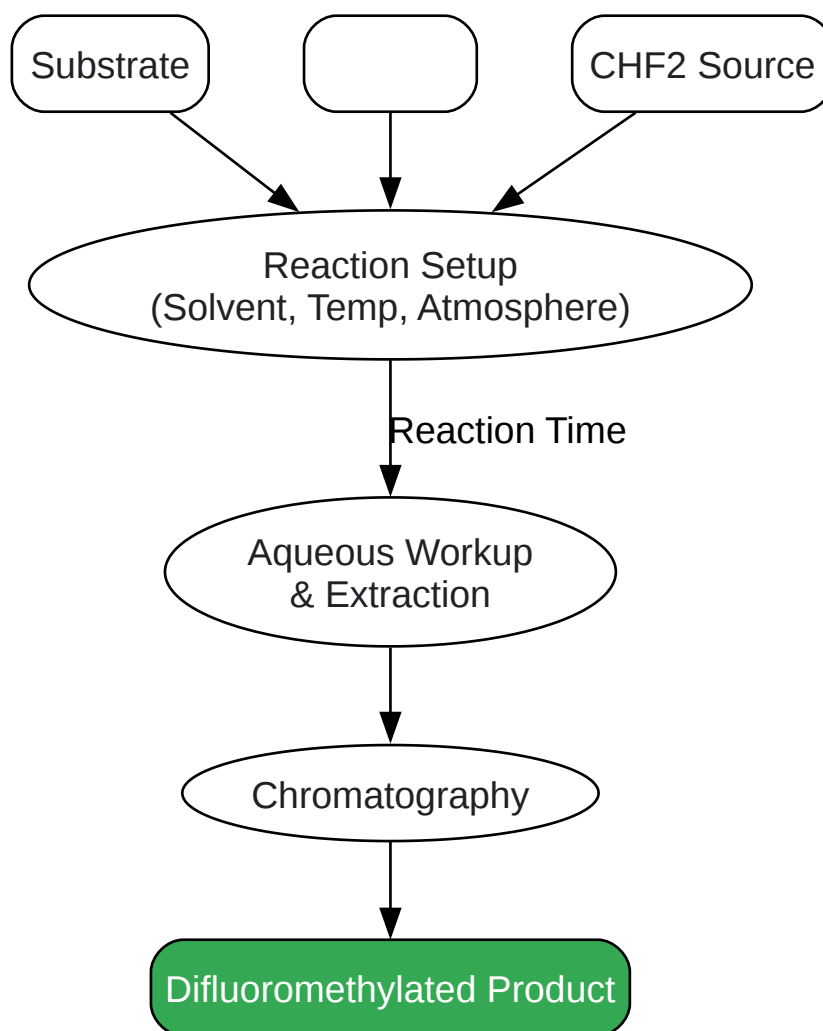 Substrate
CHF2 Source
Reaction Setup
(Solvent, Temp, Atmosphere)
Reaction Time
Aqueous Workup
& Extraction
Chromatography
Difluoromethylated Product